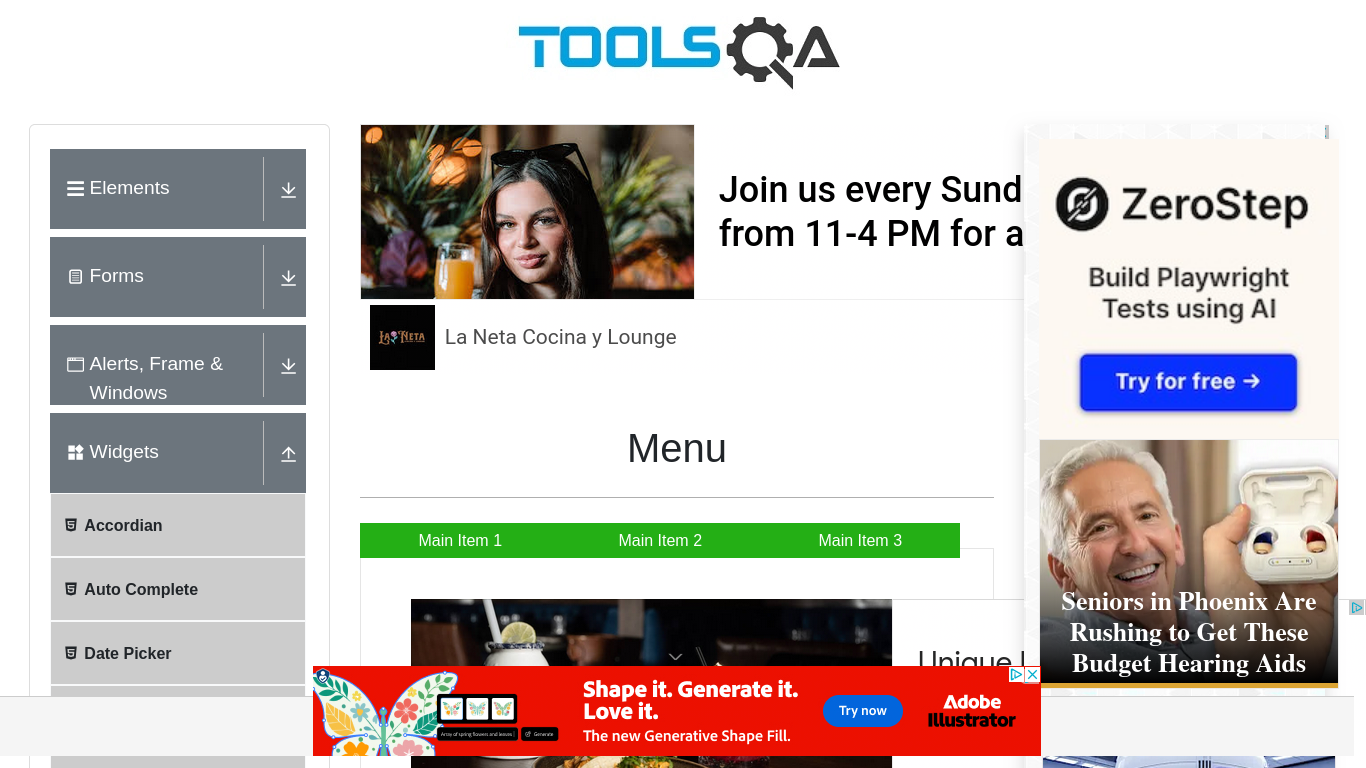 TOOLSQA
Elements
Forms
Alerts, Frame &
Windows
Widgets
Accordian
Auto Complete
Date Picker
Join us every Sund
from 11-4 PM for a
LA NETA
La Neta Cocina y Lounge
Menu
Main Item 1
Main Item 2
Main Item 3
Unique
ZeroStep
Build Playwright
Tests using AI
Try for free →
Seniors in Phoenix Are
Rushing to Get These
Budget Hearing Aids
Array of spring flowers and leaves
Generate
Shape it. Generate it.
Love it.
The new Generative Shape Fill.
Try now
Adobe
Illustrator